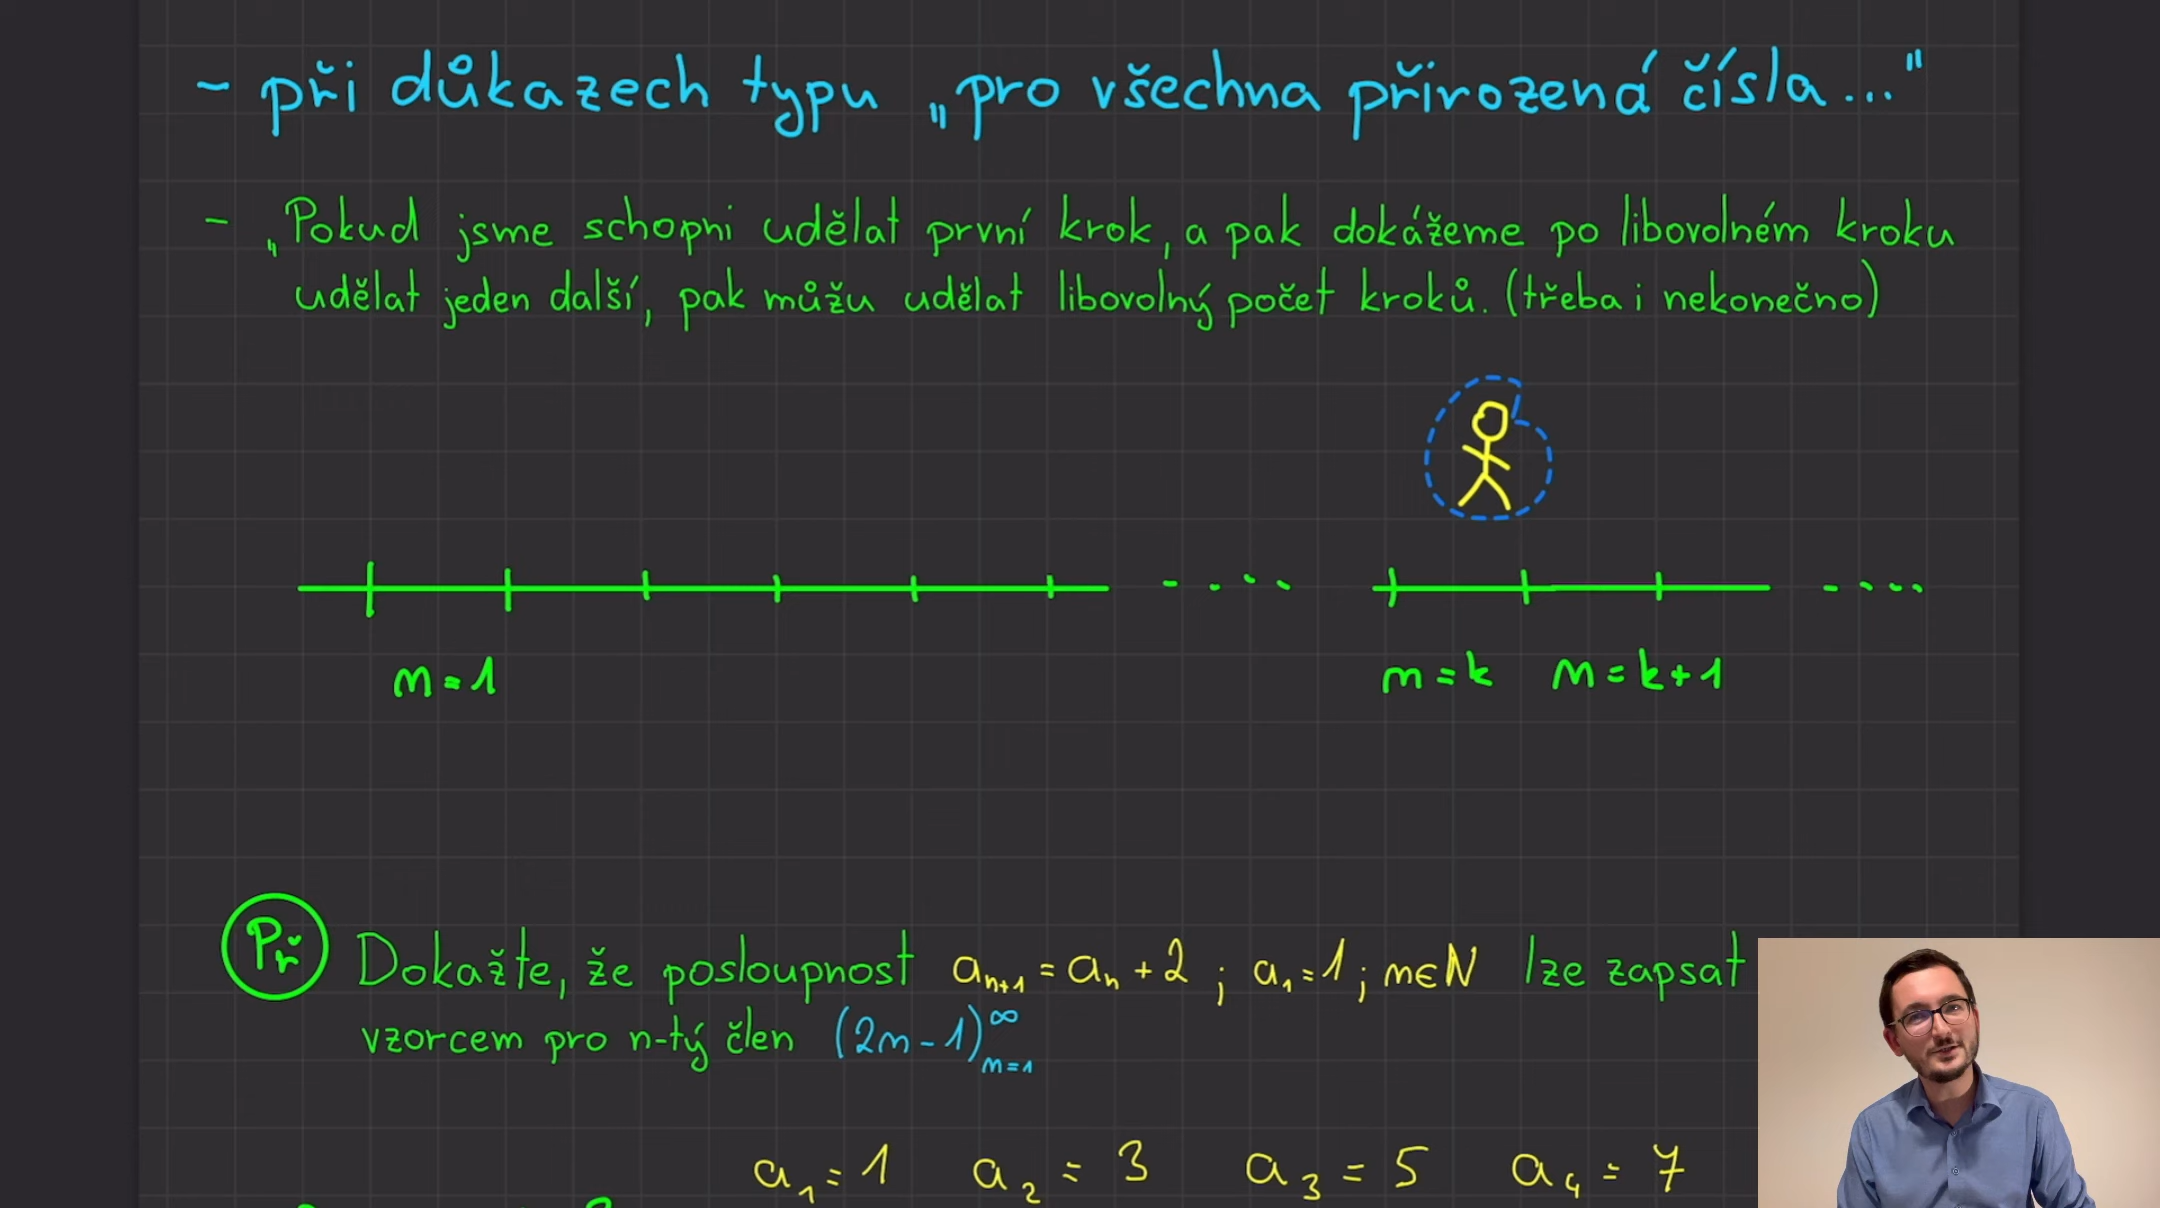 - při důkazech typu „pro všechna přirozená čísla..."
- „Pokud jsme schopni udělat první krok, a pak dokážeme po libovolném kroku
udělat jeden další, pak můžu udělat libovolný počet kroků. (třeba i nekonečno)
n=1
n=k
n=k+1
Př
Dokažte, že posloupnost aₙ₊₁ = aₙ + 2 ; a₁ = 1 ; n∈N lze zapsat
vzorcem pro n-tý člen (2n - 1)^∞_{n=1}
a₁ = 1 a₂ = 3 a₃ = 5 a₄ = 7